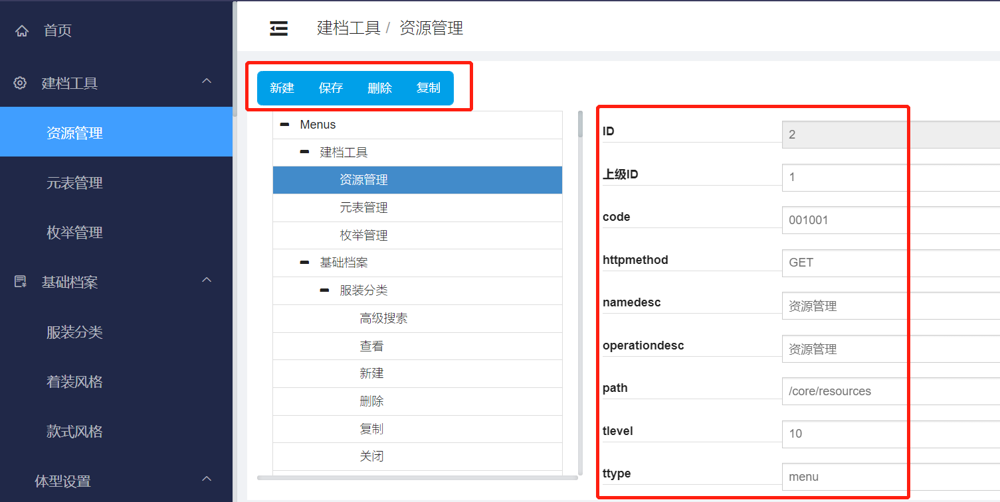 首页
建档工具
资源管理
元表管理
枚举管理
基础档案
服装分类
着装风格
款式风格
体型设置
建档工具 / 资源管理
新建 保存 删除 复制
Menus
建档工具
资源管理
元表管理
枚举管理
基础档案
服装分类
高级搜索
查看
新建
删除
复制
关闭
ID 2
上级ID 1
code 001001
httpmethod GET
namedesc 资源管理
operationdesc 资源管理
path /core/resources
tlevel 10
ttype menu